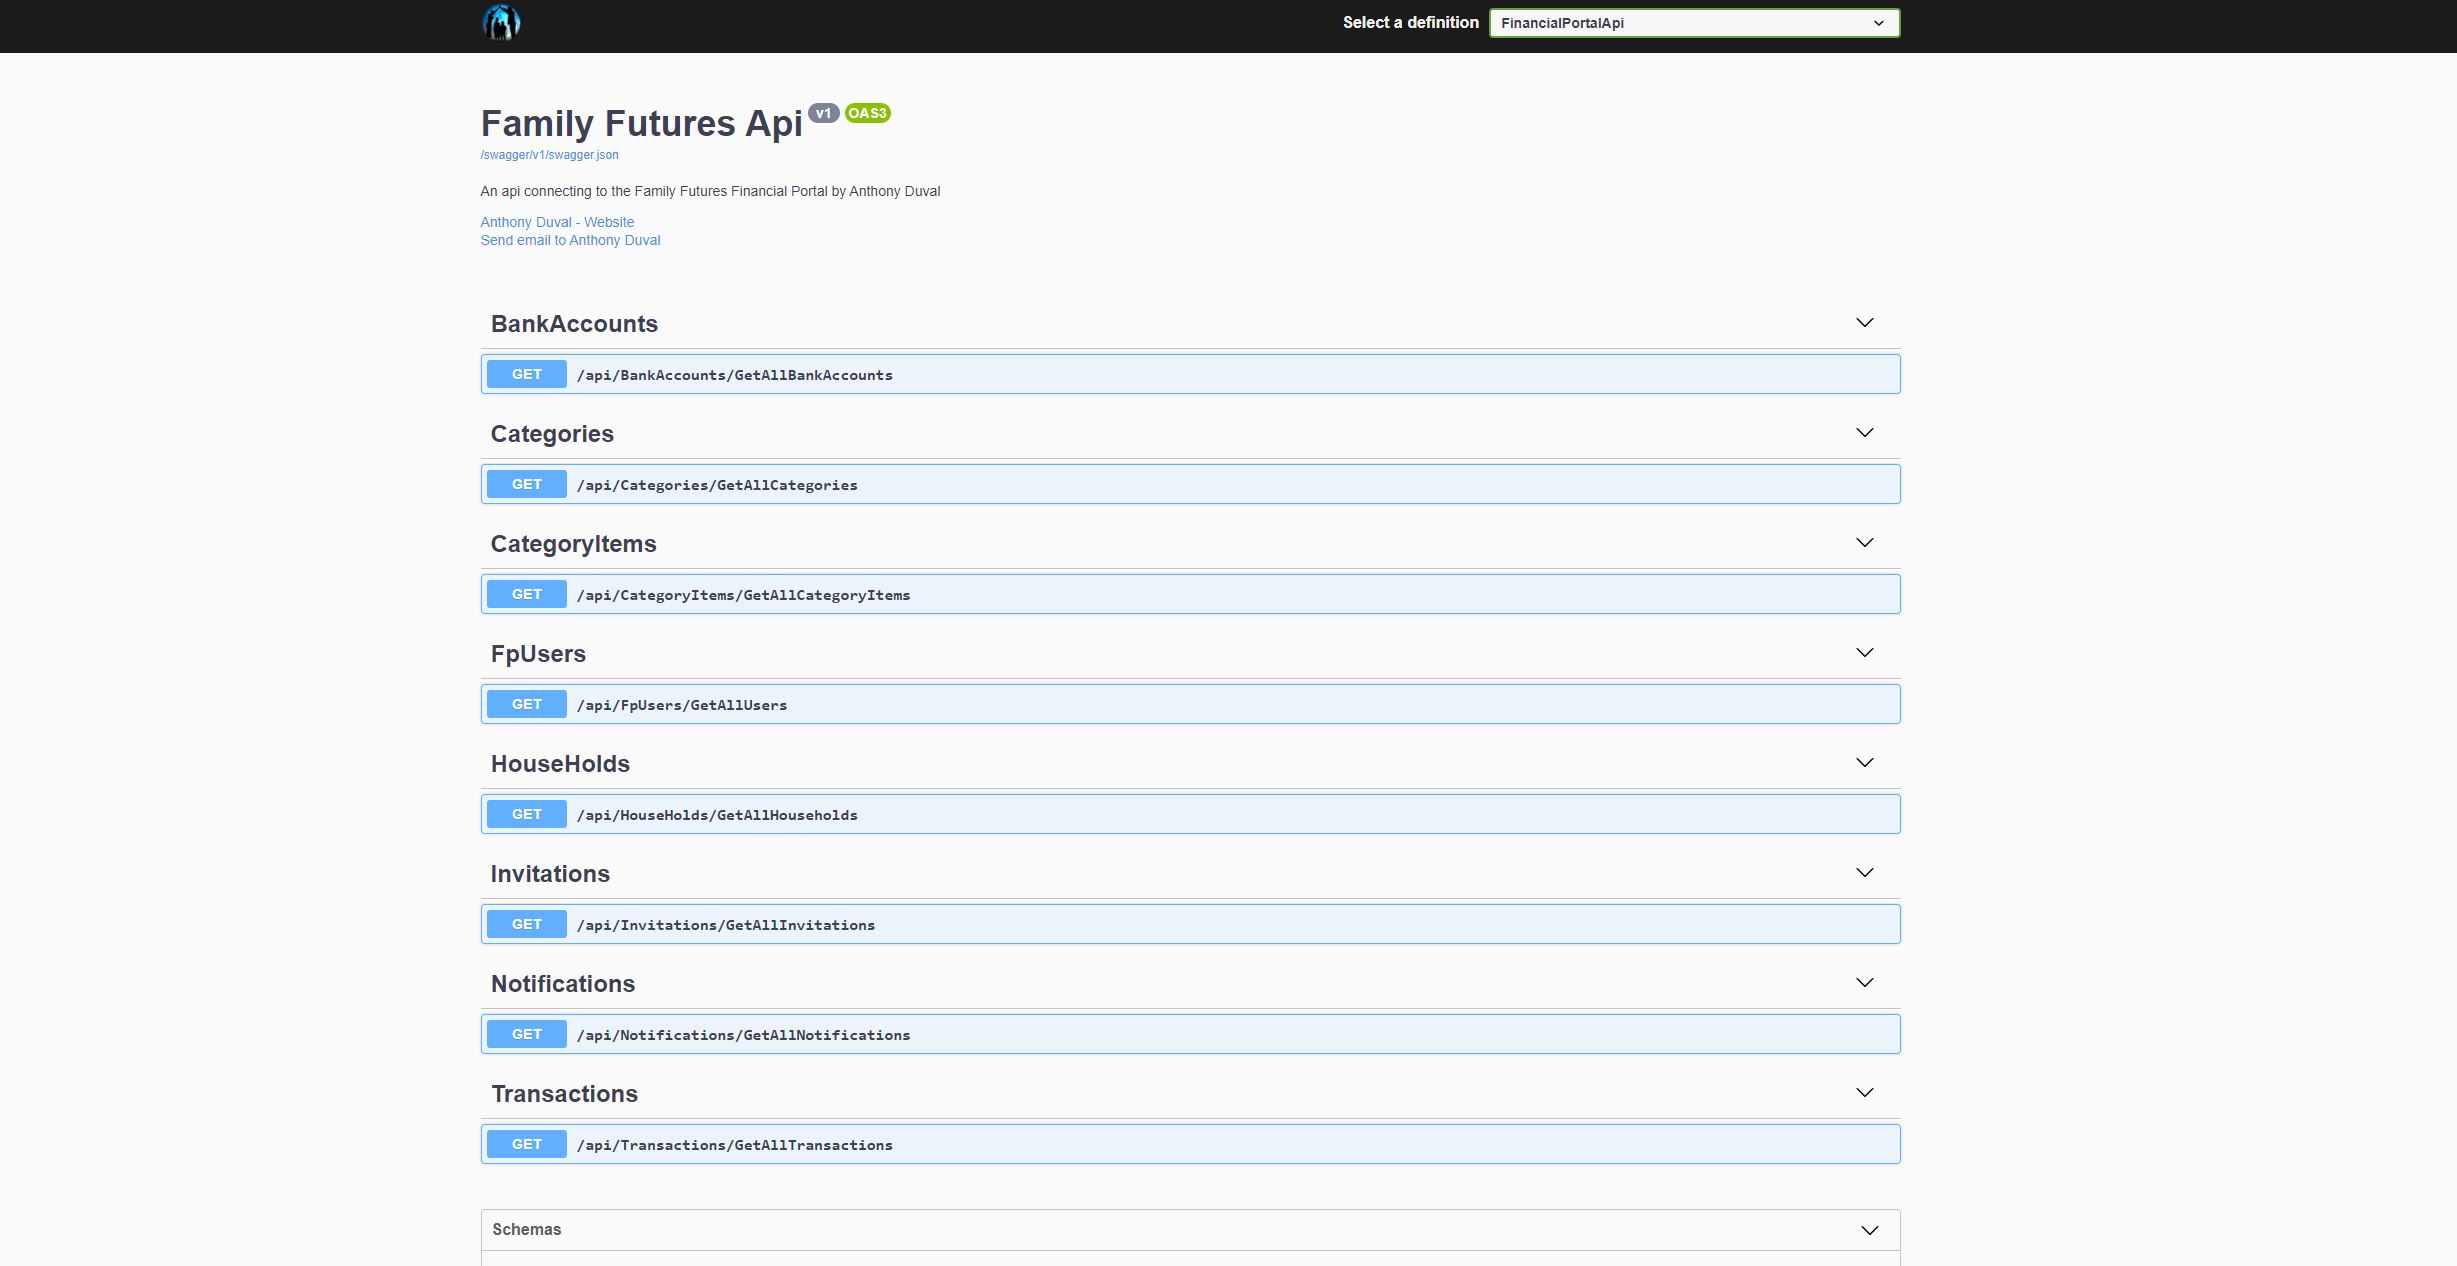 Select a definition
FinancialPortalApi
Family Futures Api v1 OAS3
/swagger/v1/swagger.json
An api connecting to the Family Futures Financial Portal by Anthony Duval
Anthony Duval - Website
Send email to Anthony Duval
BankAccounts
GET /api/BankAccounts/GetAllBankAccounts
Categories
GET /api/Categories/GetAllCategories
CategoryItems
GET /api/CategoryItems/GetAllCategoryItems
FpUsers
GET /api/FpUsers/GetAllUsers
HouseHolds
GET /api/HouseHolds/GetAllHouseholds
Invitations
GET /api/Invitations/GetAllInvitations
Notifications
GET /api/Notifications/GetAllNotifications
Transactions
GET /api/Transactions/GetAllTransactions
Schemas